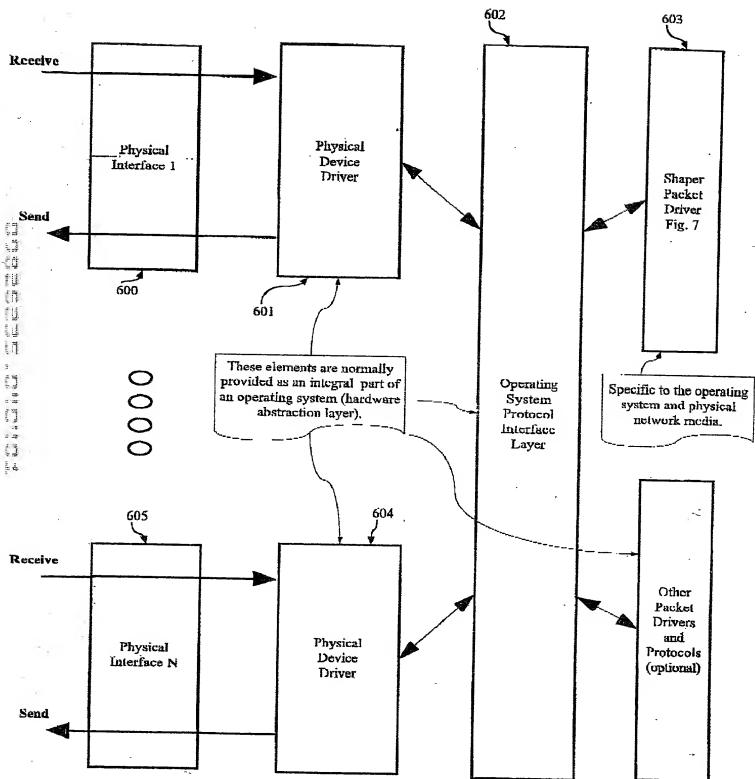 602
603
Receive
Physical
Interface 1
Physical
Device
Driver
Shaper
Packet
Driver
Fig. 7
Send
600
601
These elements are normally
provided as an integral part of
an operating system (hardware
abstraction layer).
Operating
System
Protocol
Interface
Layer
Specific to the operating
system and physical
network media.
605
604
Receive
Physical
Interface N
Physical
Device
Driver
Other
Packet
Drivers
and
Protocols
(optional)
Send